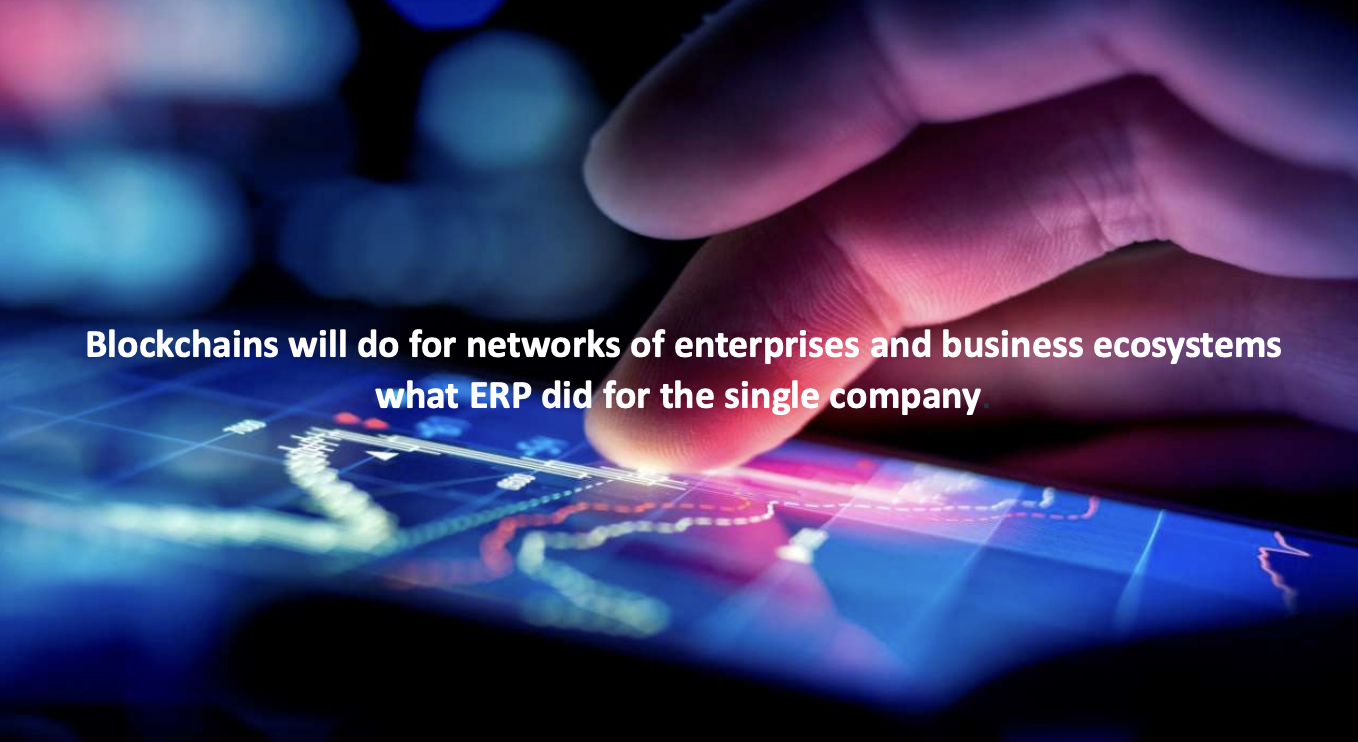 Blockchains will do for networks of enterprises and business ecosystems
what ERP did for the single company.